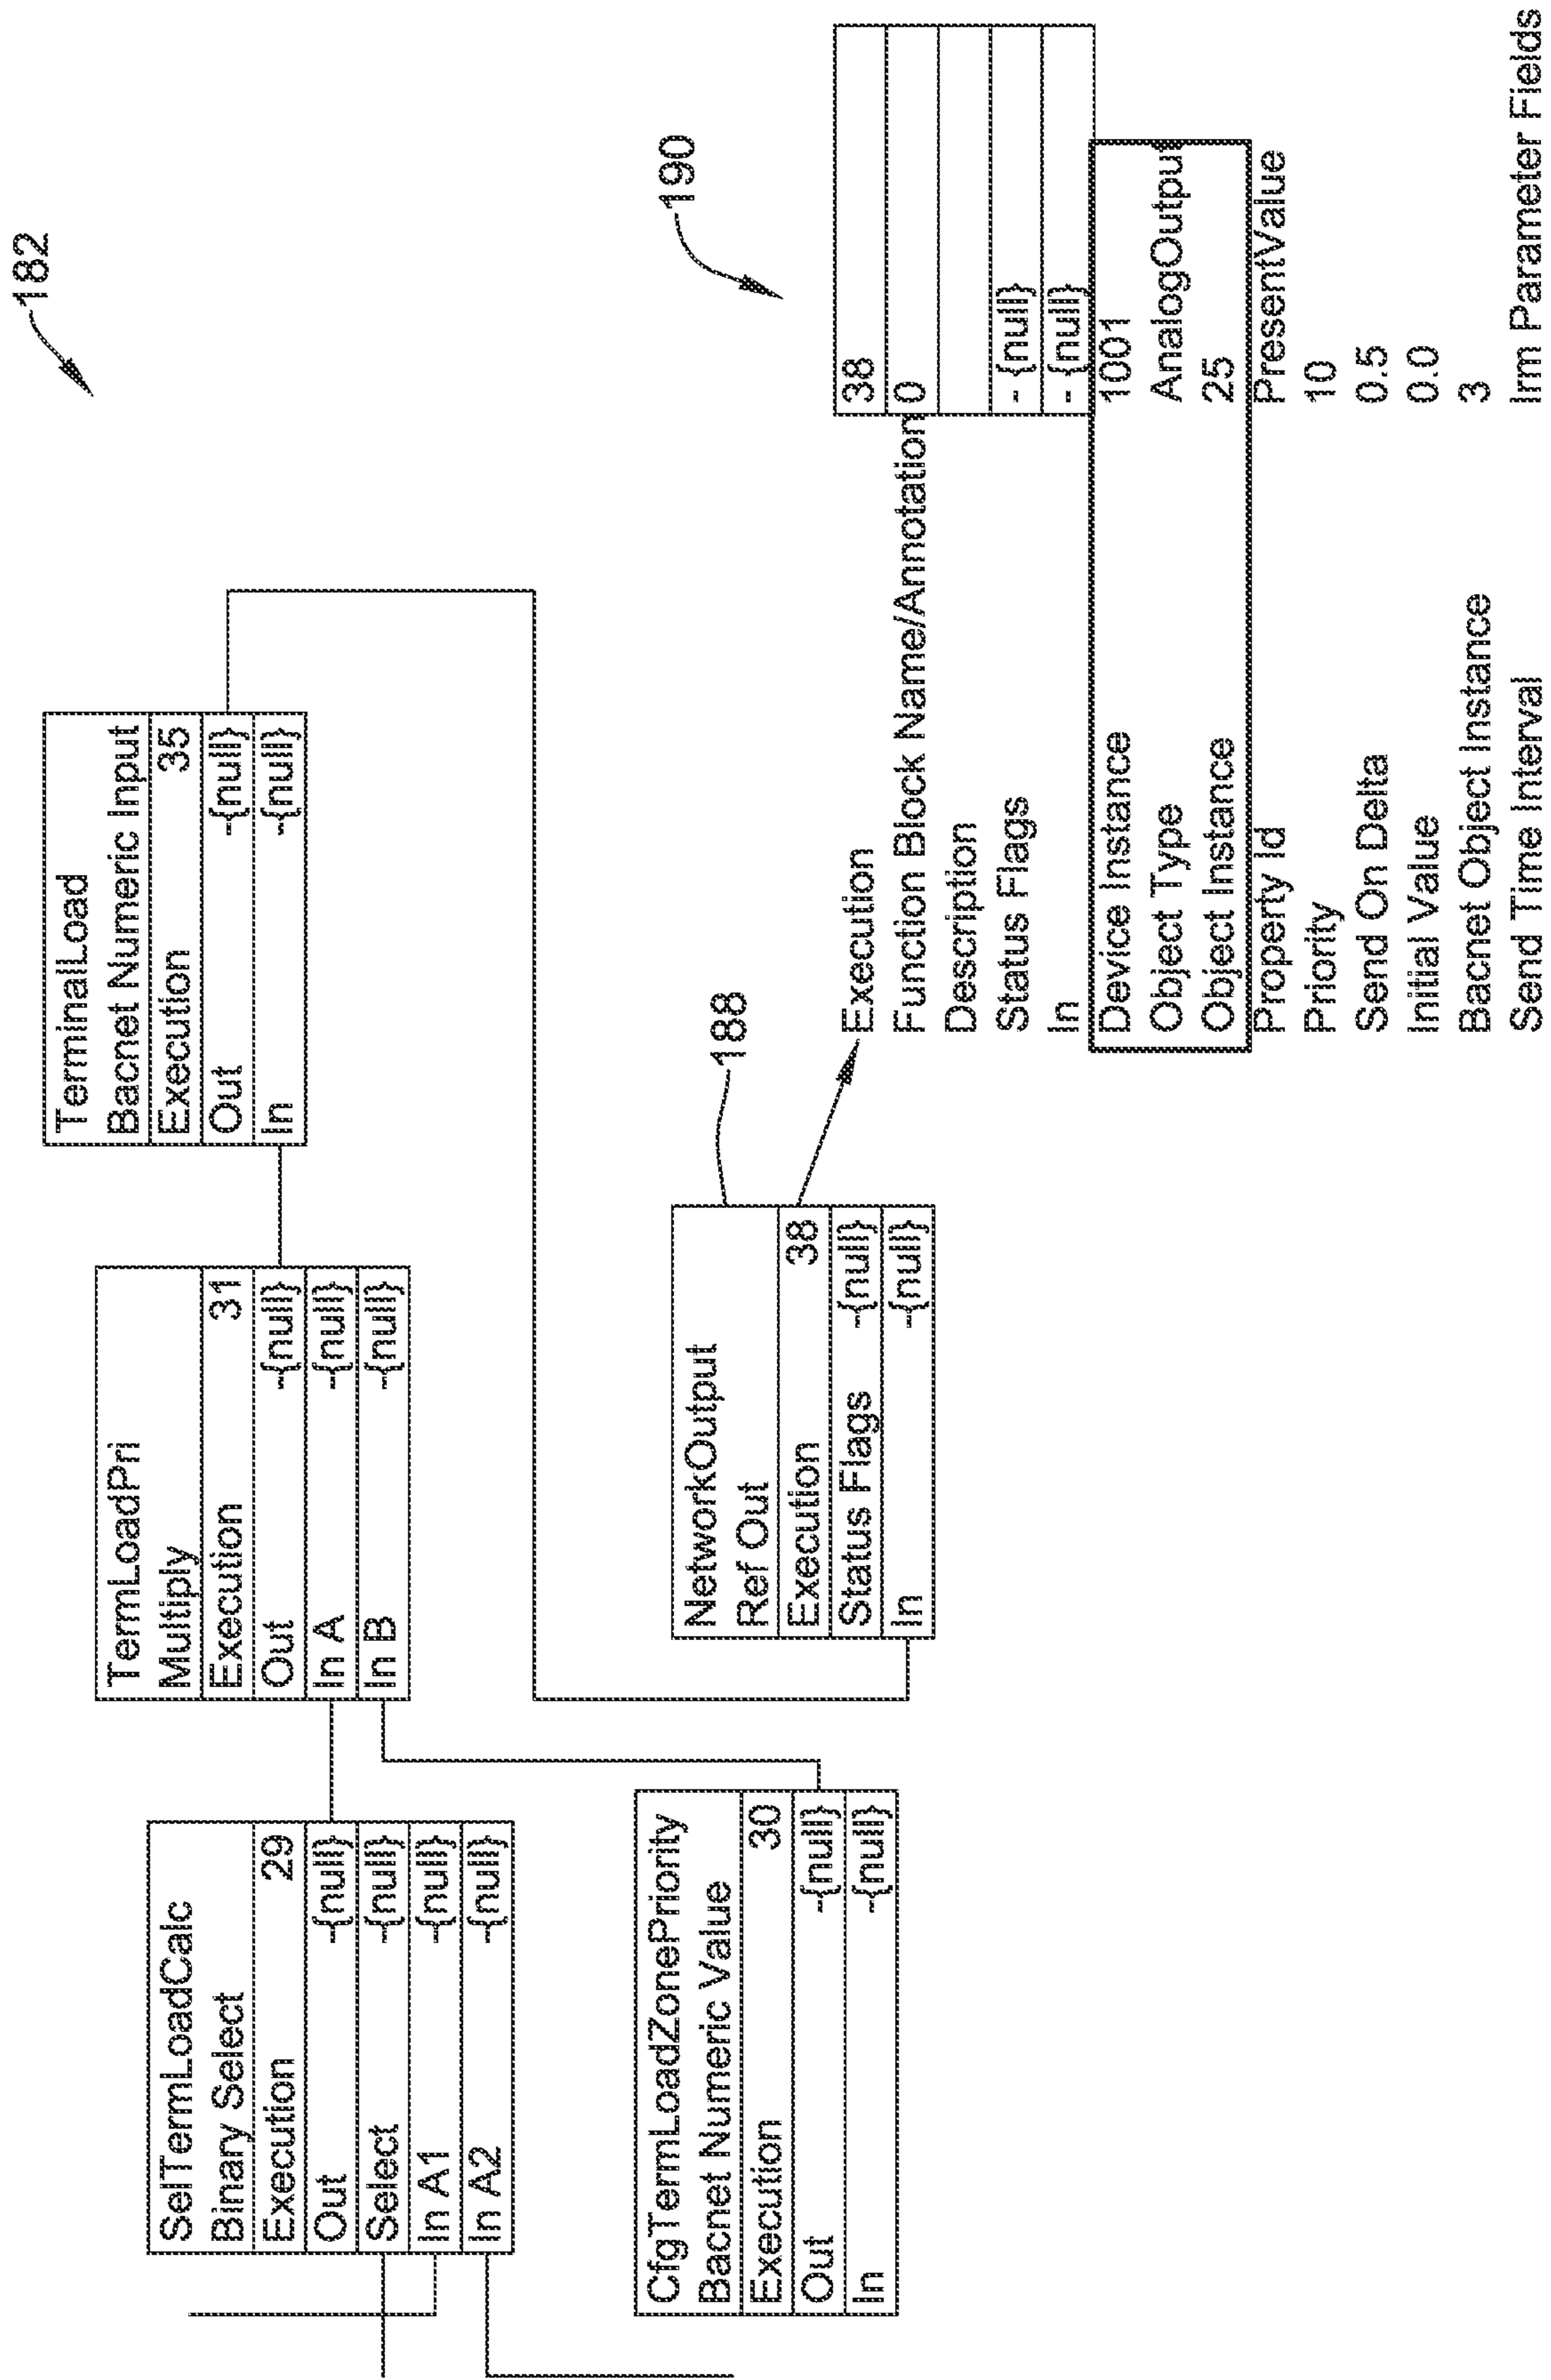 182
SelTermLoadCalc
Binary Select
Execution 29
Out -{null}
Select -{null}
In A1 -{null}
In A2 -{null}
TermLoadPri
Multiply
Execution 31
Out -{null}
In A -{null}
In B -{null}
TerminalLoad
Bacnet Numeric Input
Execution 35
Out -{null}
In -{null}
CfgTermLoadZonePriority
Bacnet Numeric Value
Execution 30
Out -{null}
In -{null}
188
NetworkOutput
Ref Out
Execution 38
Status Flags -{null}
In -{null}
190
Execution 38
Function Block Name/Annotation 0
Description
Status Flags - {null}
In - {null}
Device Instance 1001
Object Type AnalogOutput
Object Instance 25
Property Id PresentValue
Priority 10
Send On Delta 0.5
Initial Value 0.0
Bacnet Object Instance 3
Send Time Interval Irm Parameter Fields